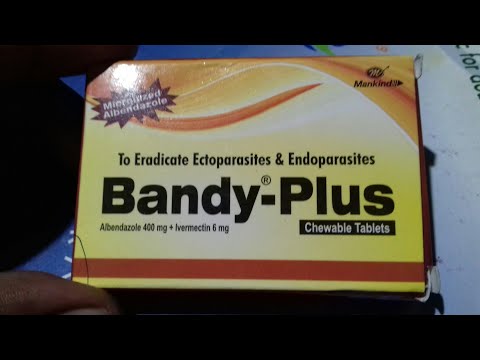 Micronized
Albendazole
Mankind
To Eradicate Ectoparasites & Endoparasites
Bandy®-Plus
Albendazole 400 mg + Ivermectin 6 mg
Chewable Tablets